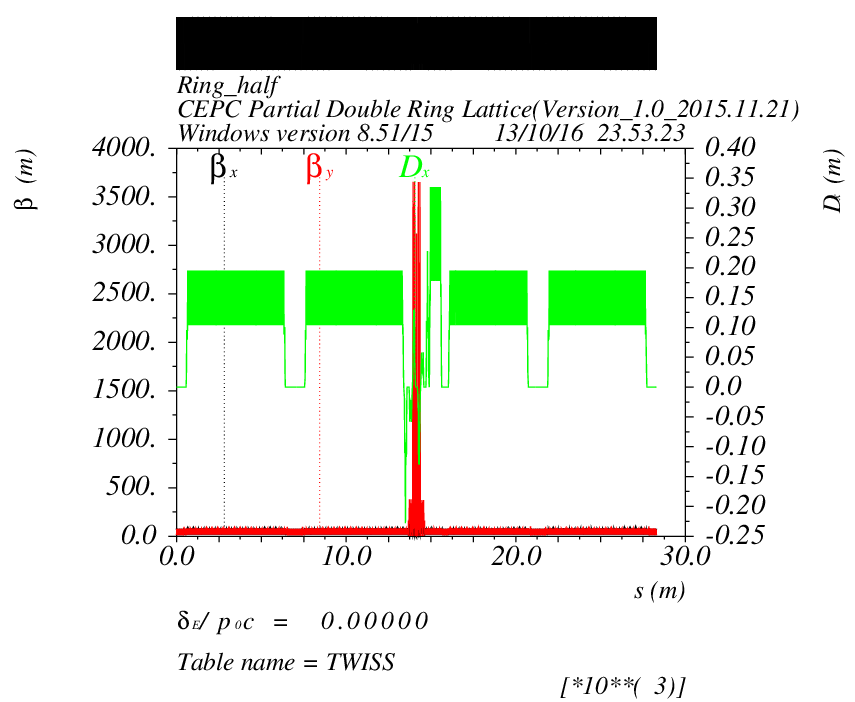 Ring_half
CEPC Partial Double Ring Lattice(Version_1.0_2015.11.21)
Windows version 8.51/15 13/10/16 23.53.23
β (m)
4000.
3500.
3000.
2500.
2000.
1500.
1000.
500.
0.0
βx βy Dx
0.40
0.35
0.30
0.25
0.20
0.15
0.10
0.05
0.0
-0.05
-0.10
-0.15
-0.20
-0.25
Dx (m)
0.0 10.0 20.0 30.0
s (m)
δE/ p0c = 0.00000
Table name = TWISS
[*10**( 3)]